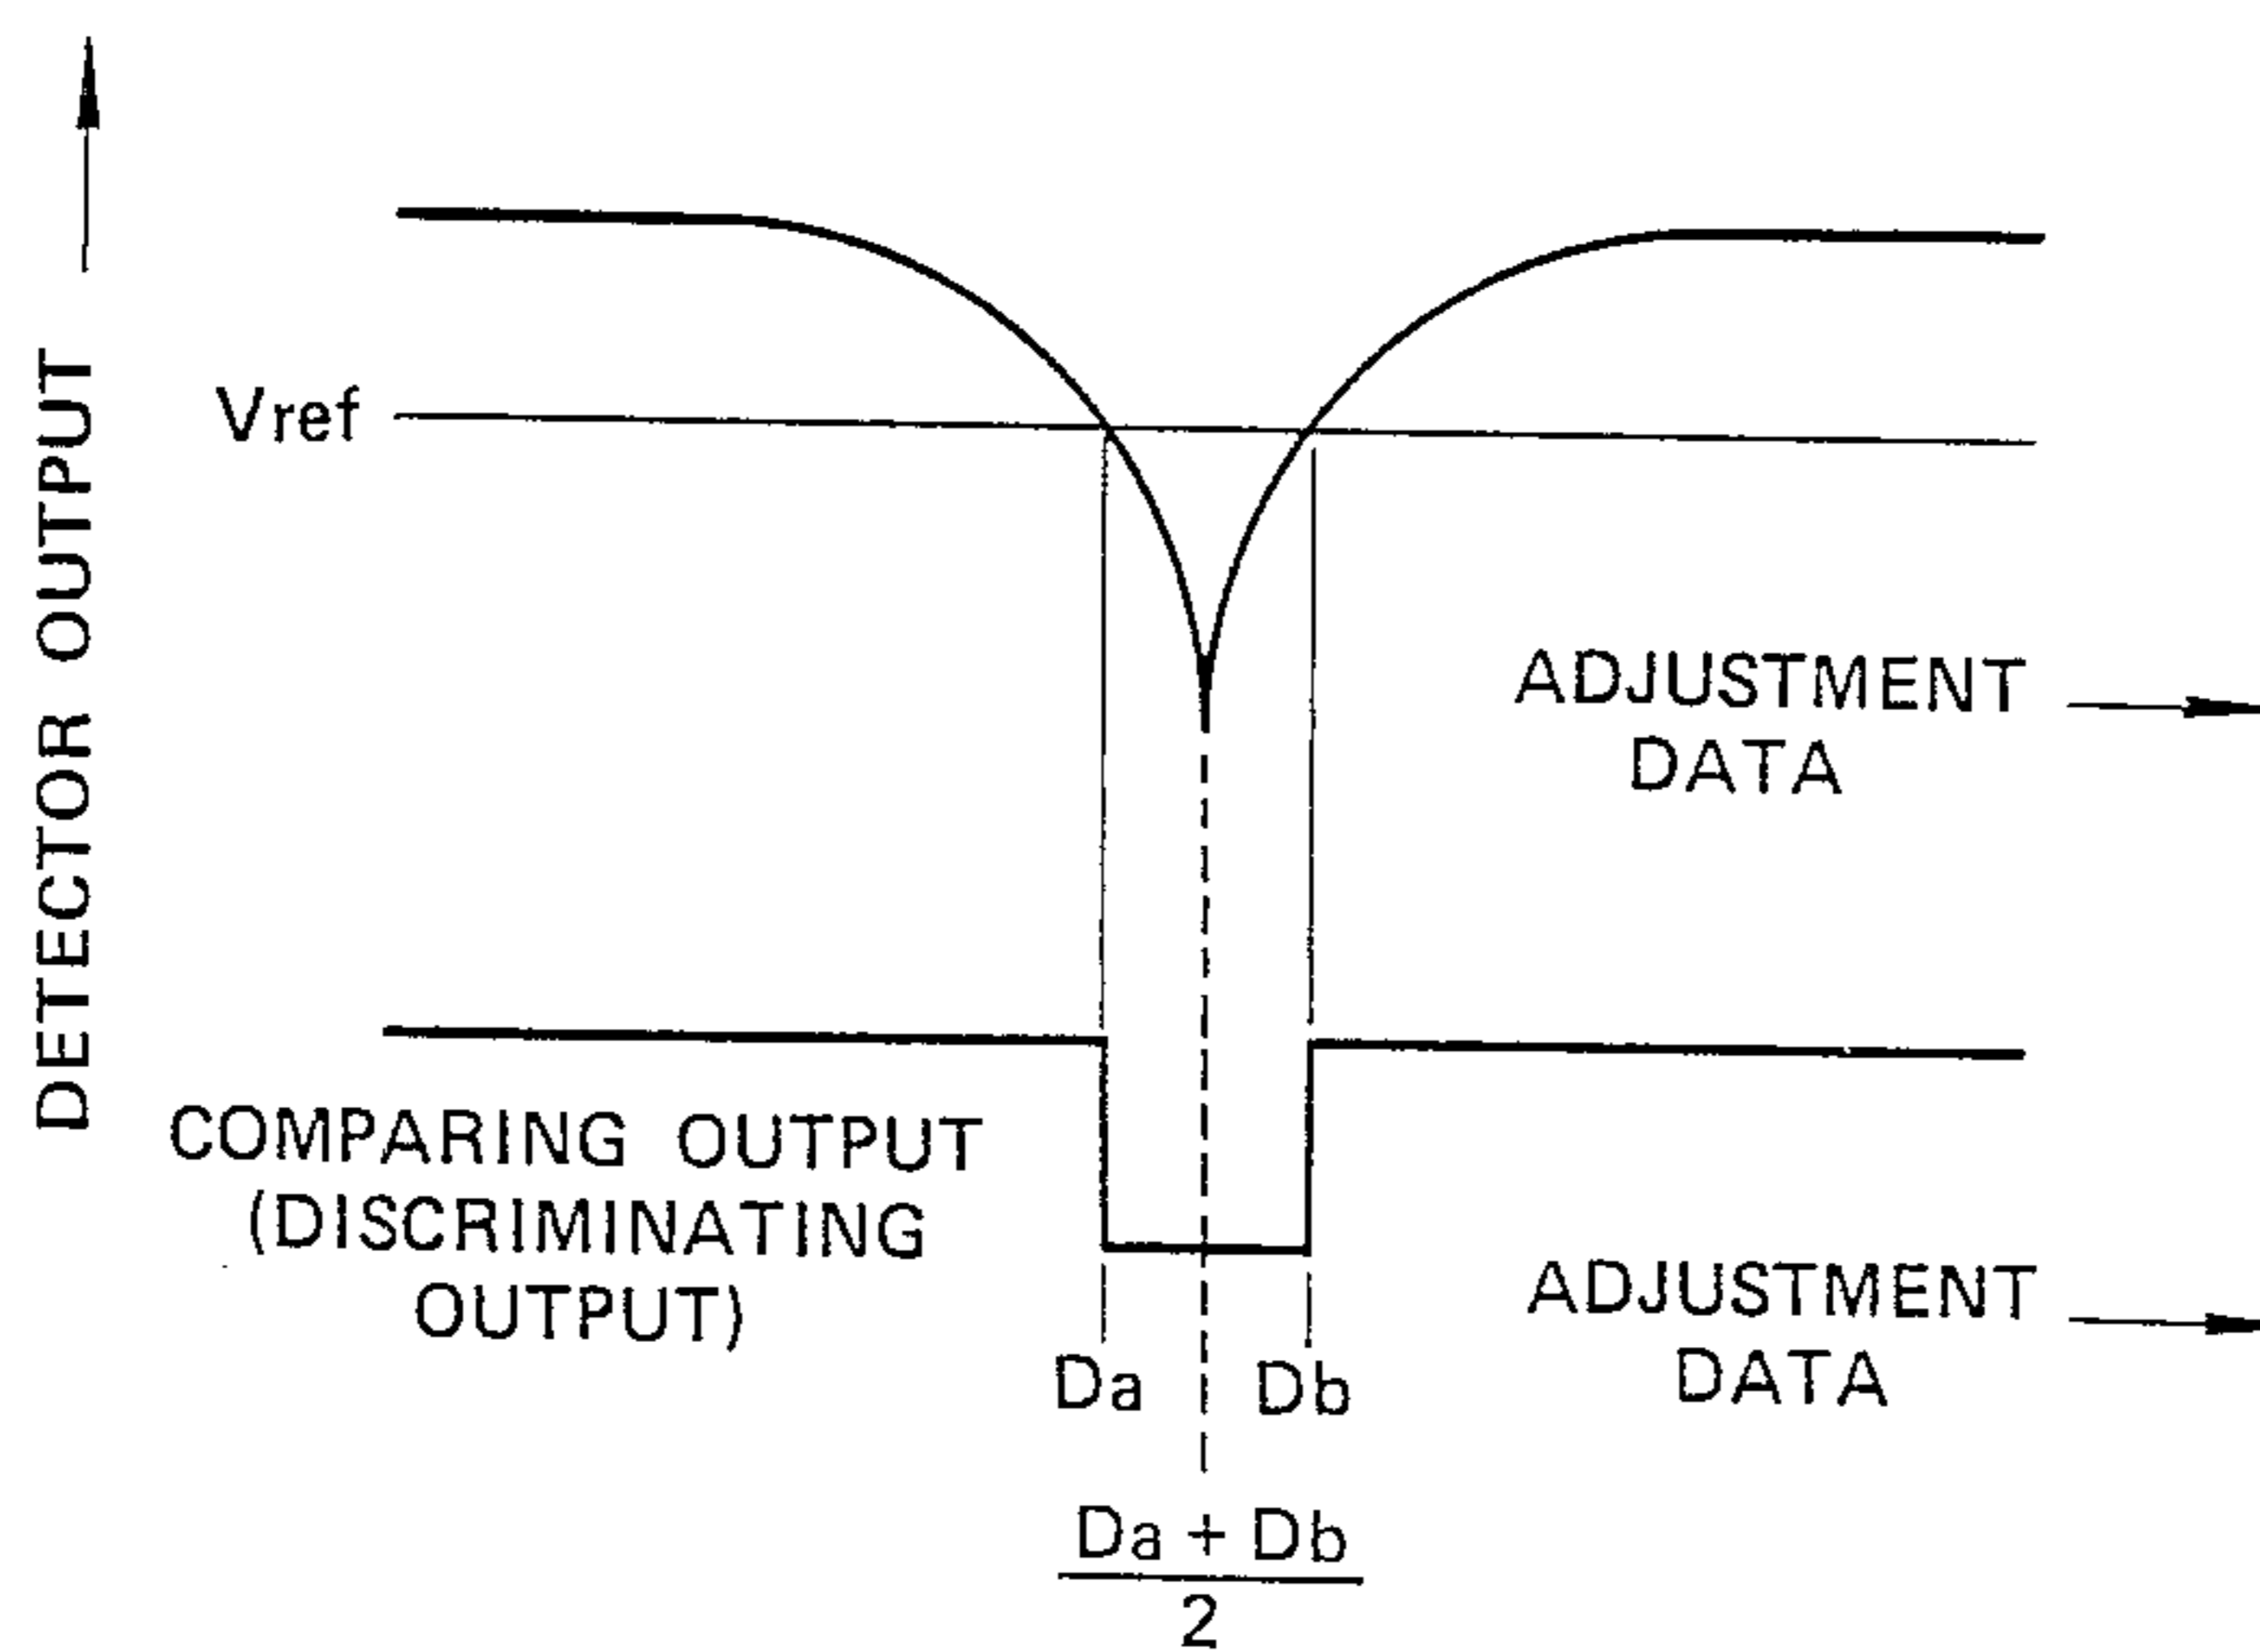 DETECTOR OUTPUT
Vref
ADJUSTMENT
DATA
COMPARING OUTPUT
(DISCRIMINATING
OUTPUT)
ADJUSTMENT
DATA
Da
Db
Da + Db
2